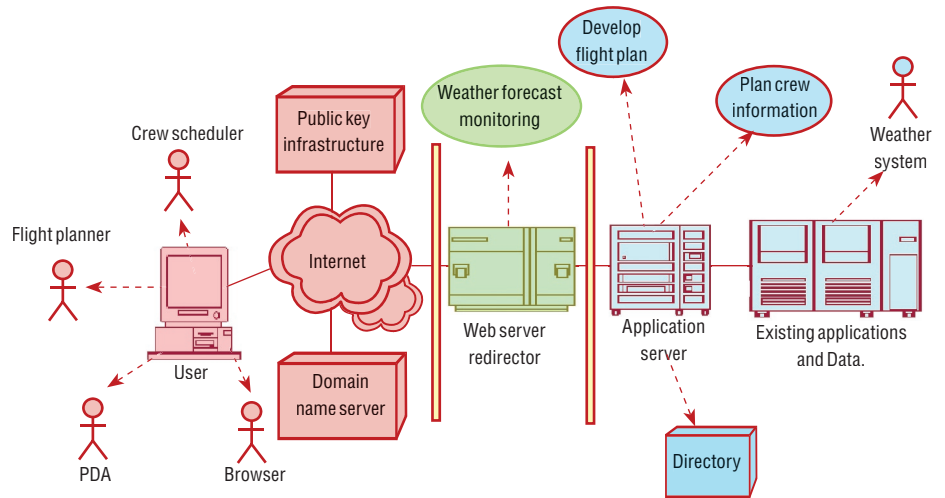 Develop
flight plan
Plan crew
information
Weather forecast
monitoring
Public key
infrastructure
Crew scheduler
Weather
system
Flight planner
Internet
User
Web server
redirector
Application
server
Existing applications
and Data.
Domain
name server
PDA
Browser
Directory